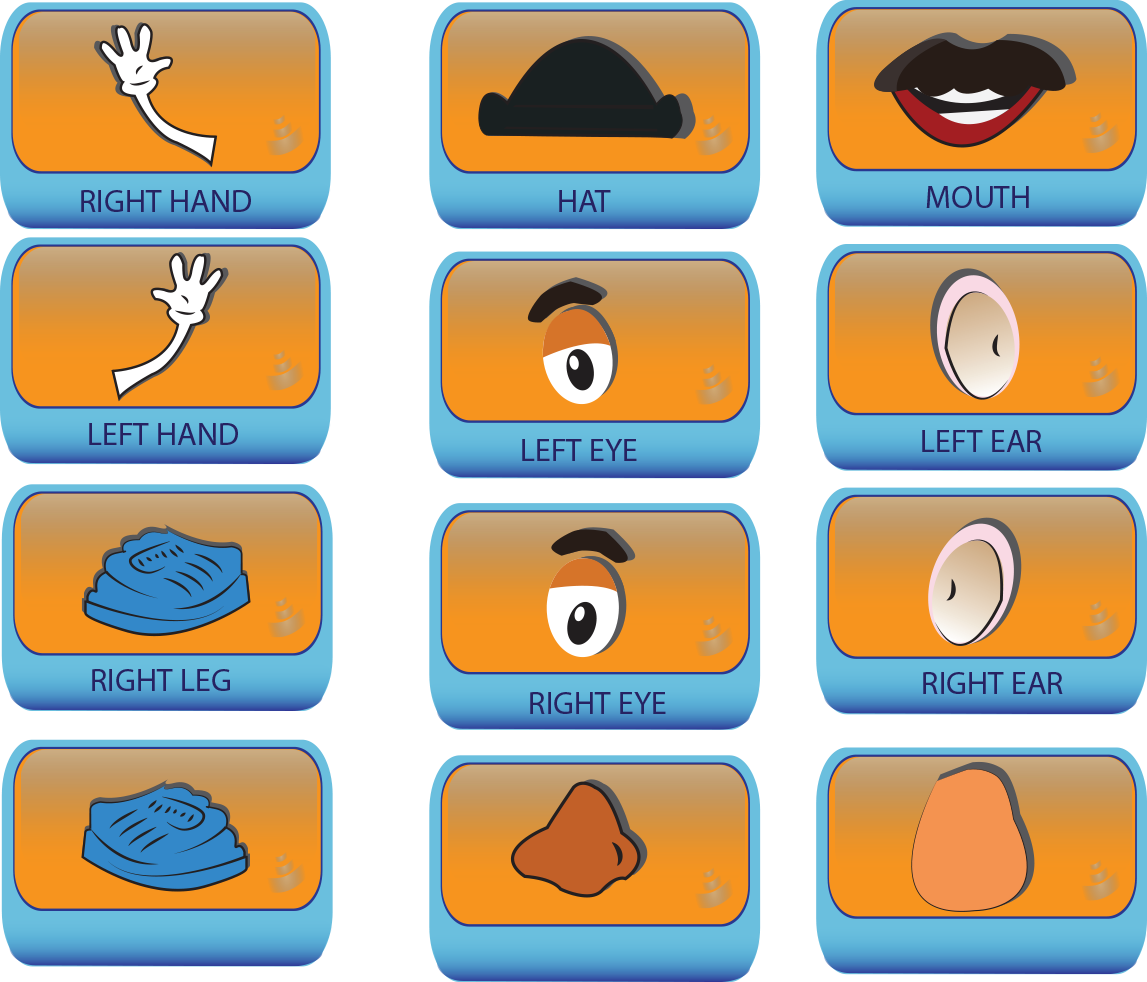 RIGHT HAND
HAT
MOUTH
LEFT HAND
LEFT EYE
LEFT EAR
RIGHT LEG
RIGHT EYE
RIGHT EAR